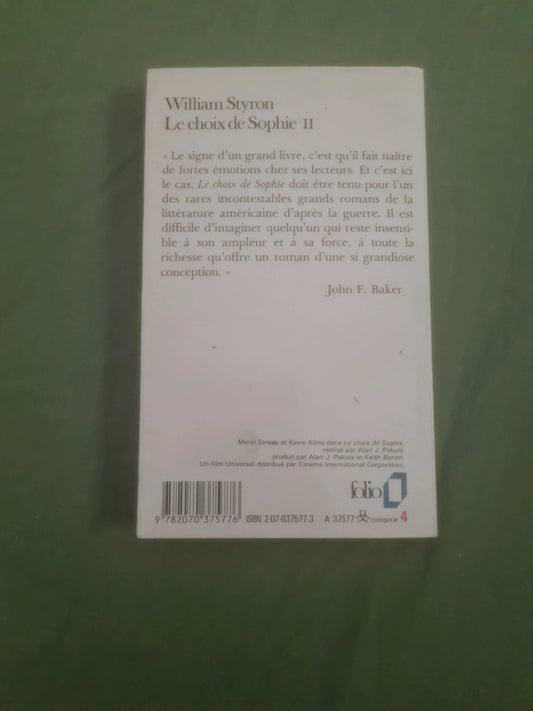 William Styron
Le choix de Sophie II
« Le signe d'un grand livre, c'est qu'il fait naître
de fortes émotions chez ses lecteurs. Et c'est ici
le cas. Le choix de Sophie doit être tenu pour l'un
des rares incontestables grands romans de la
littérature américaine d'après la guerre. Il est
difficile d'imaginer quelqu'un qui reste insensi-
ble à son ampleur et à sa force, à toute la
richesse qu'offre un roman d'une si grandiose
conception. »
John F. Baker
Meryl Streep et Kevin Kline dans Le choix de Sophie,
réalisé par Alan J. Pakula
produit par Alan J. Pakula et Keith Barish
Un film Universal distribué par Cinema International Corporation
folio
9 782070 375776 ISBN 2-07-037577-3 A 37577 catégorie 4